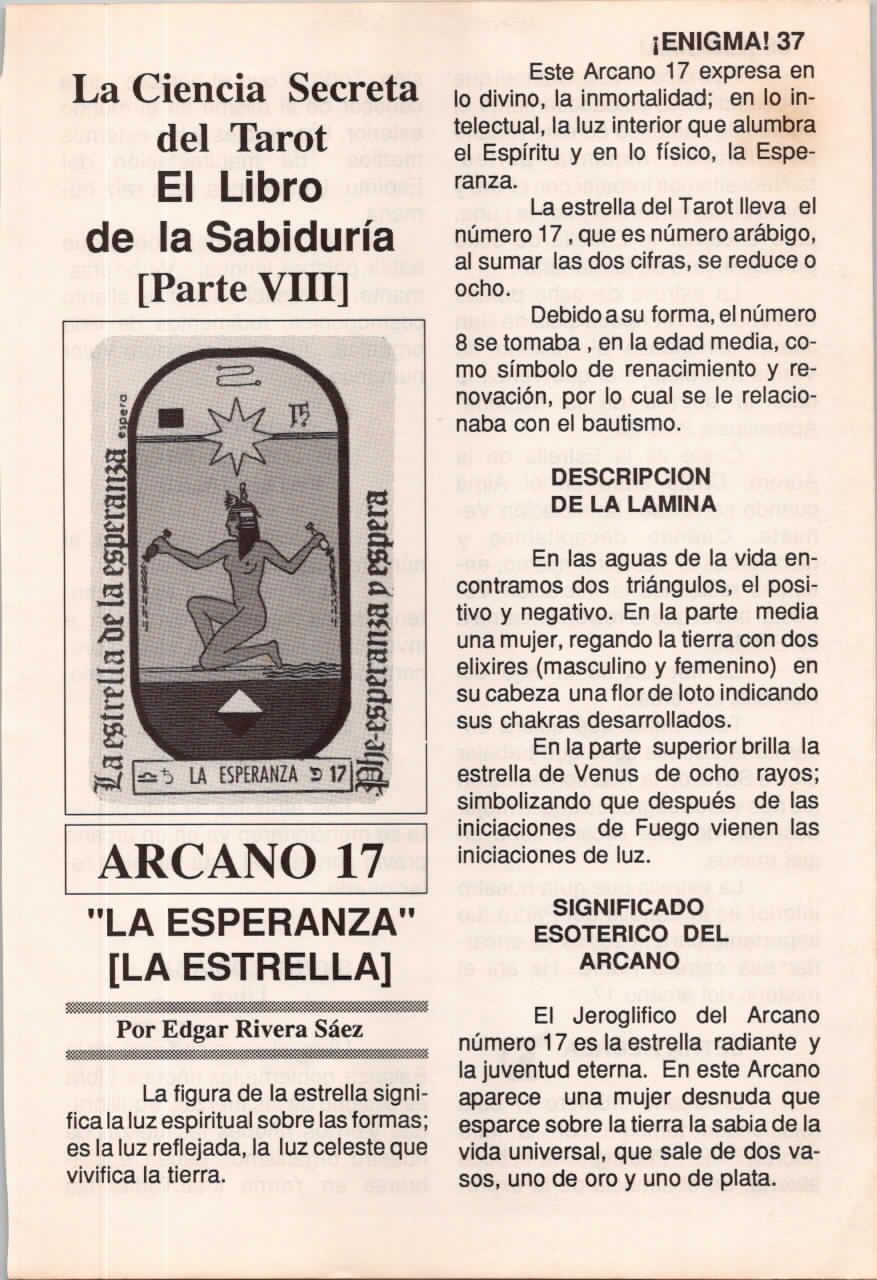 ¡ENIGMA! 37
La Ciencia Secreta
del Tarot
El Libro
de la Sabiduría
[Parte VIII]
espera
La estrella de la esperanza
Phe-esperanza y espera
LA ESPERANZA
17
ARCANO 17
"LA ESPERANZA"
[LA ESTRELLA]
Por Edgar Rivera Sáez
La figura de la estrella signi-
fica la luz espiritual sobre las formas;
es la luz reflejada, la luz celeste que
vivifica la tierra.
Este Arcano 17 expresa en
lo divino, la inmortalidad; en lo in-
telectual, la luz interior que alumbra
el Espíritu y en lo físico, la Espe-
ranza.
La estrella del Tarot lleva el
número 17 , que es número arábigo,
al sumar las dos cifras, se reduce o
ocho.
Debido a su forma, el número
8 se tomaba , en la edad media, co-
mo símbolo de renacimiento y re-
novación, por lo cual se le relacio-
naba con el bautismo.
DESCRIPCION
DE LA LAMINA
En las aguas de la vida en-
contramos dos triángulos, el posi-
tivo y negativo. En la parte media
una mujer, regando la tierra con dos
elixires (masculino y femenino) en
su cabeza una flor de loto indicando
sus chakras desarrollados.
En la parte superior brilla la
estrella de Venus de ocho rayos;
simbolizando que después de las
iniciaciones de Fuego vienen las
iniciaciones de luz.
SIGNIFICADO
ESOTERICO DEL
ARCANO
El Jeroglifico del Arcano
número 17 es la estrella radiante y
la juventud eterna. En este Arcano
aparece una mujer desnuda que
esparce sobre la tierra la sabia de la
vida universal, que sale de dos va-
sos, uno de oro y uno de plata.